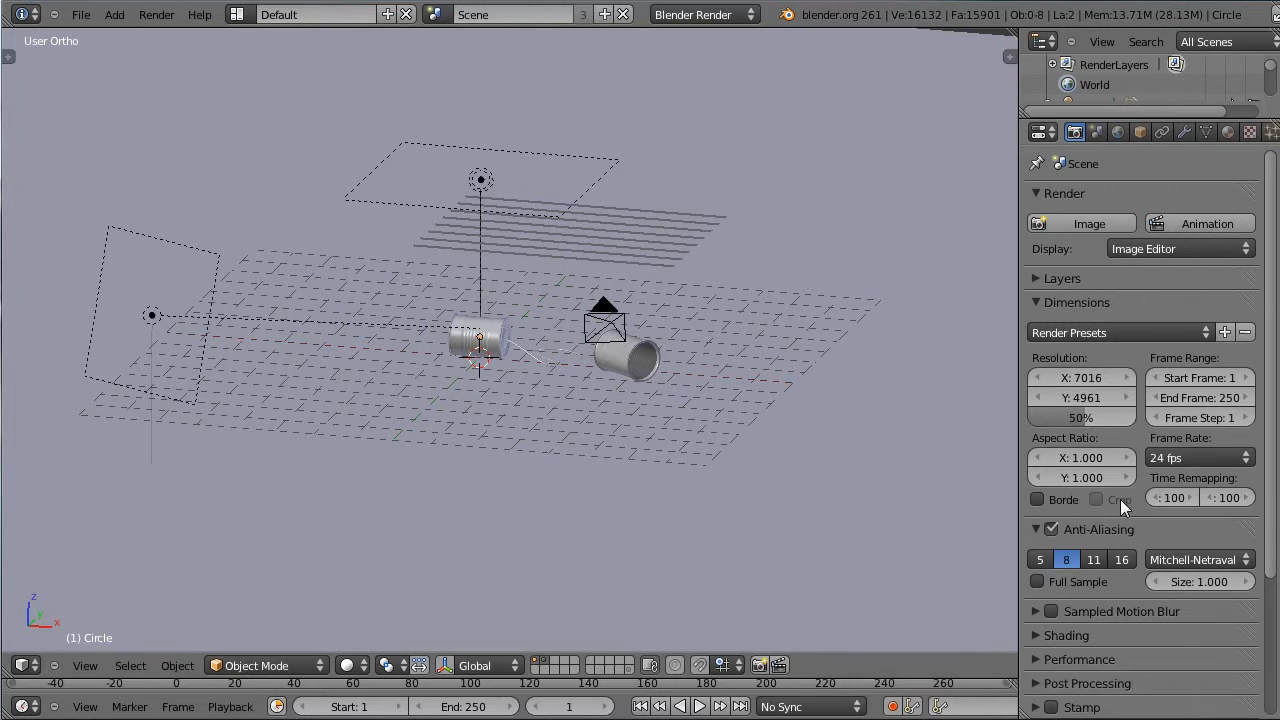 File Add Render Help Default Scene 3 Blender Render blender.org 261 | Ve:16132 | Fa:15901 | Ob:0-8 | La:2 | Mem:13.71M (28.13M) | Circle
User Ortho
View Search All Scenes
RenderLayers |
World
Scene
Render
Image Animation
Display: Image Editor
Layers
Dimensions
Render Presets
Resolution: Frame Range:
X: 7016 Start Frame: 1
Y: 4961 End Frame: 250
50% Frame Step: 1
Aspect Ratio: Frame Rate:
X: 1.000 24 fps
Y: 1.000 Time Remapping:
Borde Crop : 100 : 100
Anti-Aliasing
5 8 11 16 Mitchell-Netraval
Full Sample Size: 1.000
Sampled Motion Blur
Shading
Performance
Post Processing
Stamp
z
y
x
(1) Circle
View Select Object Object Mode Global
-40 -20 0 20 40 60 80 100 120 140 160 180 200 220 240 260
View Marker Frame Playback Start: 1 End: 250 1 No Sync